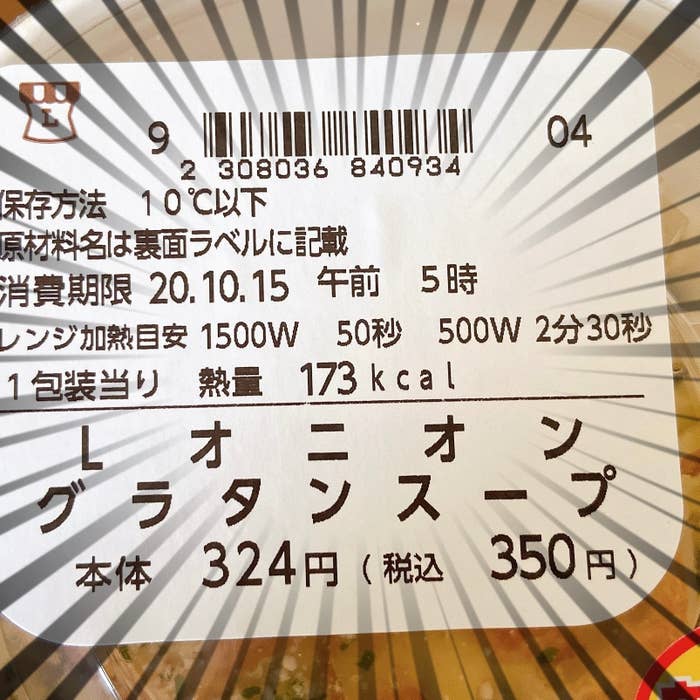 L
9 04
2 308036 840934
保存方法 10℃以下
原材料名は裏面ラベルに記載
消費期限 20.10.15 午前 5時
レンジ加熱目安 1500W 50秒 500W 2分30秒
1包装当り 熱量 173kcal
L オニオン
グラタンスープ
本体 324円(税込 350円)